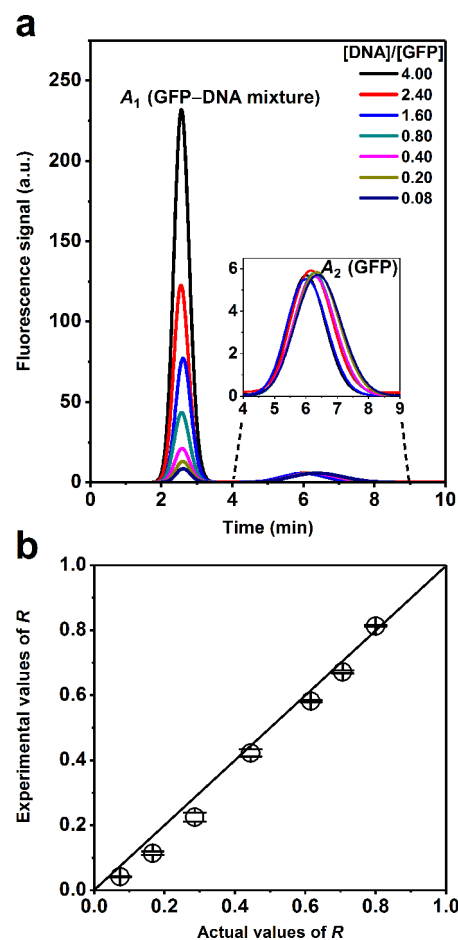 a
[DNA]/[GFP]
A1 (GFP–DNA mixture)
4.00
2.40
1.60
0.80
0.40
0.20
0.08
Fluorescence signal (a.u.)
250
200
150
100
50
0
A2 (GFP)
6
4
2
0
4 5 6 7 8 9
0 2 4 6 8 10
Time (min)
b
Experimental values of R
1.0
0.8
0.6
0.4
0.2
0.0
0.0 0.2 0.4 0.6 0.8 1.0
Actual values of R